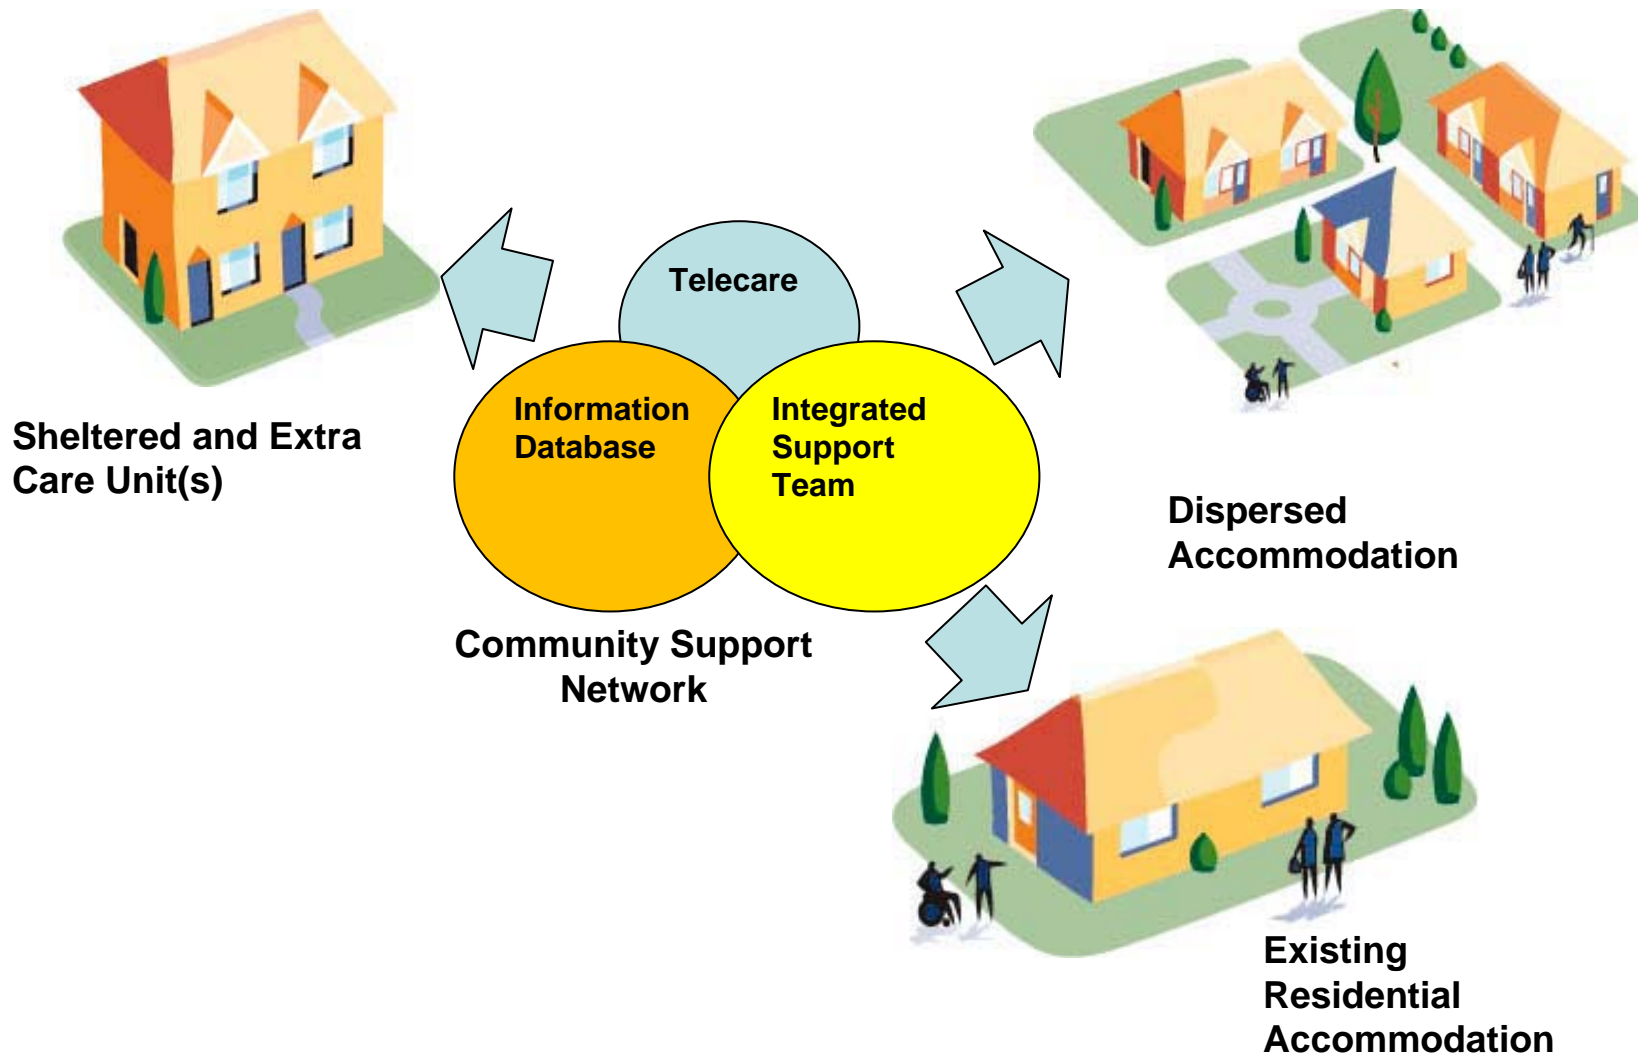 Telecare
Information
Database
Integrated
Support
Team
Sheltered and Extra
Care Unit(s)
Dispersed
Accommodation
Community Support
Network
Existing
Residential
Accommodation